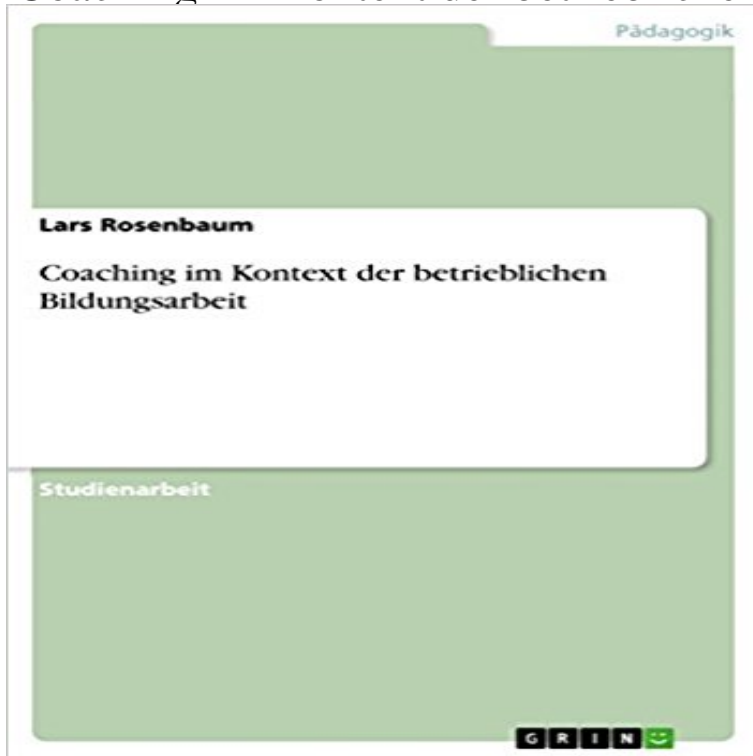 Pädagogik
Lars Rosenbaum
Coaching im Kontext der betrieblichen
Bildungsarbeit
Studienarbeit
GRIN